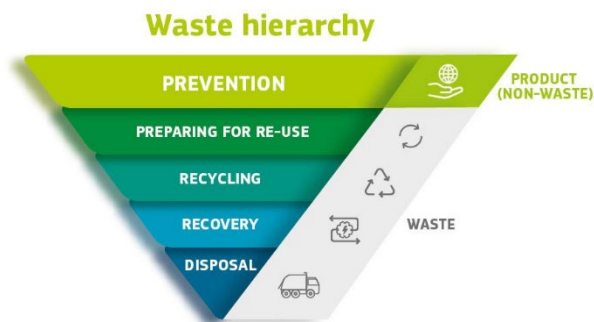 Waste hierarchy
PREVENTION
PRODUCT
(NON-WASTE)
PREPARING FOR RE-USE
RECYCLING
RECOVERY
WASTE
DISPOSAL